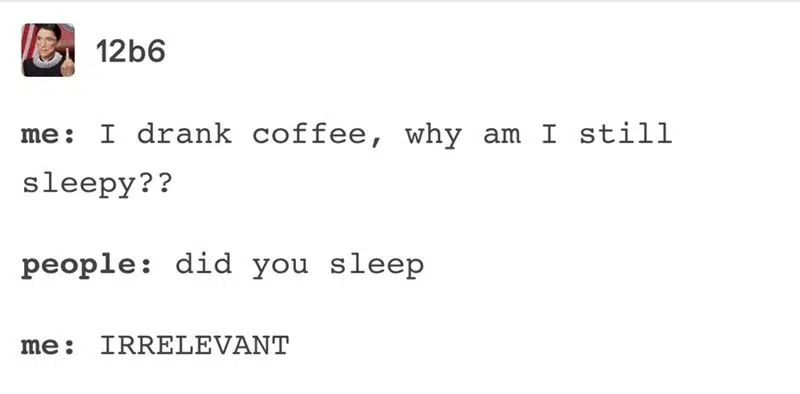 12b6
me: I drank coffee, why am I still
sleepy??
people: did you sleep
me: IRRELEVANT